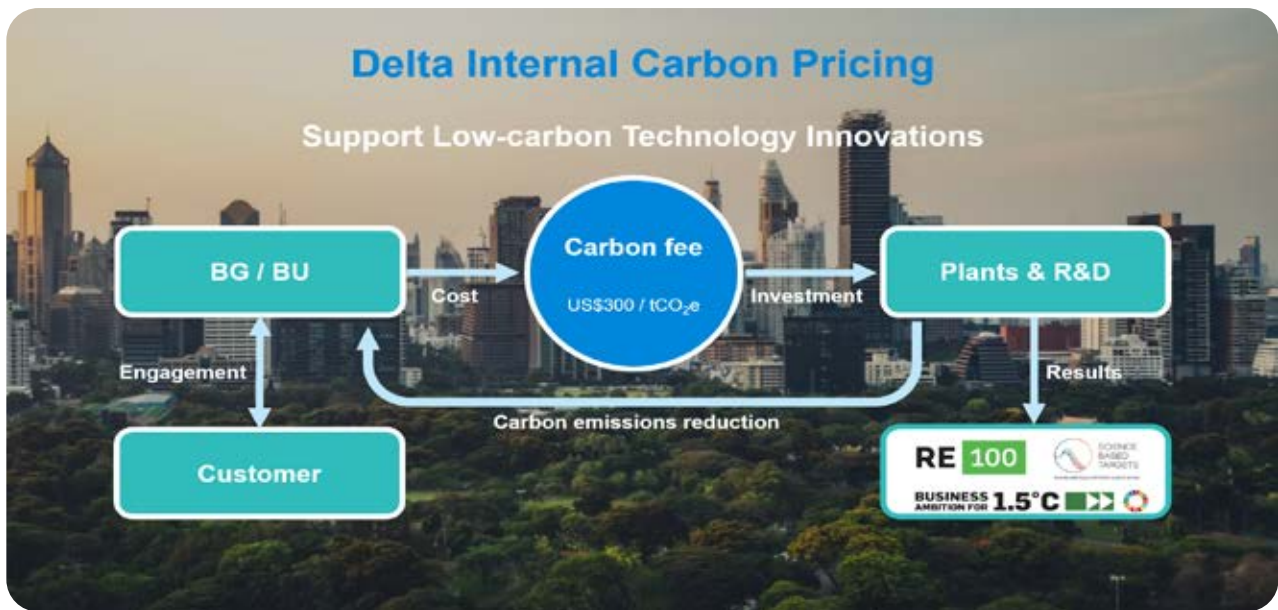 Delta Internal Carbon Pricing
Support Low-carbon Technology Innovations
BG / BU
Cost
Carbon fee
US$300 / tCO₂e
Investment
Plants & R&D
Engagement
Results
Carbon emissions reduction
Customer
RE 100
SCIENCE
BASED
TARGETS
BUSINESS
AMBITION FOR 1.5°C